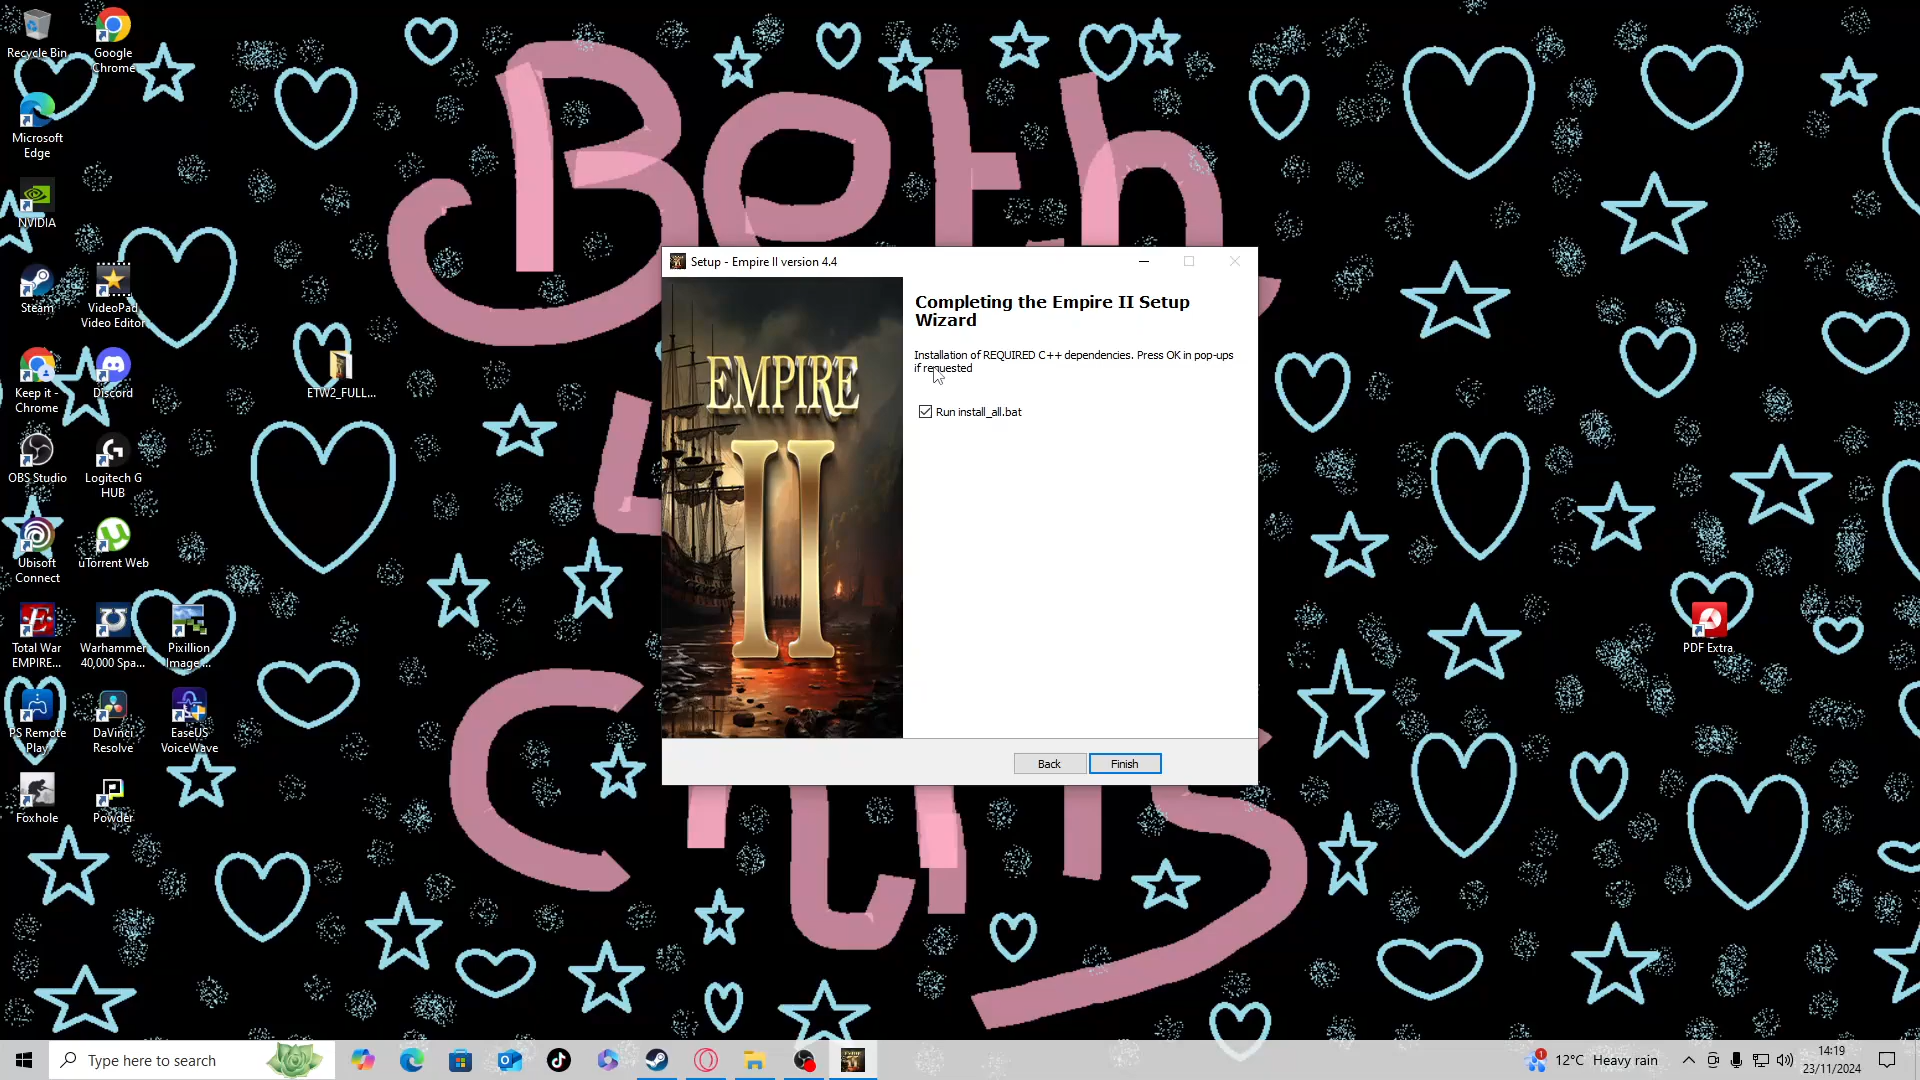 Recycle Bin
Google
Chrome
Microsoft
Edge
NVIDIA
Steam
VideoPad
Video Editor
Keep it -
Chrome
Discord
ETW2_FULL...
OBS Studio
Logitech G
HUB
Ubisoft
Connect
uTorrent Web
Total War
EMPIRE...
Warhammer
40,000 Spa...
Pixillion
Image ...
PS Remote
Play
DaVinci
Resolve
EaseUS
VoiceWave
Foxhole
Powder
PDF Extra
Both
Setup - Empire II version 4.4
EMPIRE
II
Completing the Empire II Setup
Wizard
Installation of REQUIRED C++ dependencies. Press OK in pop-ups
if requested
Run install_all.bat
Back
Finish
Type here to search
12°C Heavy rain
14:19
23/11/2024